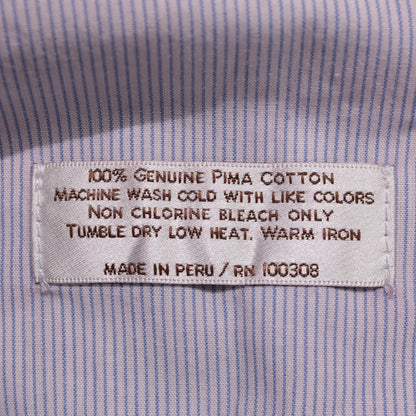 100% GENUINE PIMA COTTON
MACHINE WASH COLD WITH LIKE COLORS
NON CHLORINE BLEACH ONLY
TUMBLE DRY LOW HEAT. WARM IRON
MADE IN PERU / RN 100308